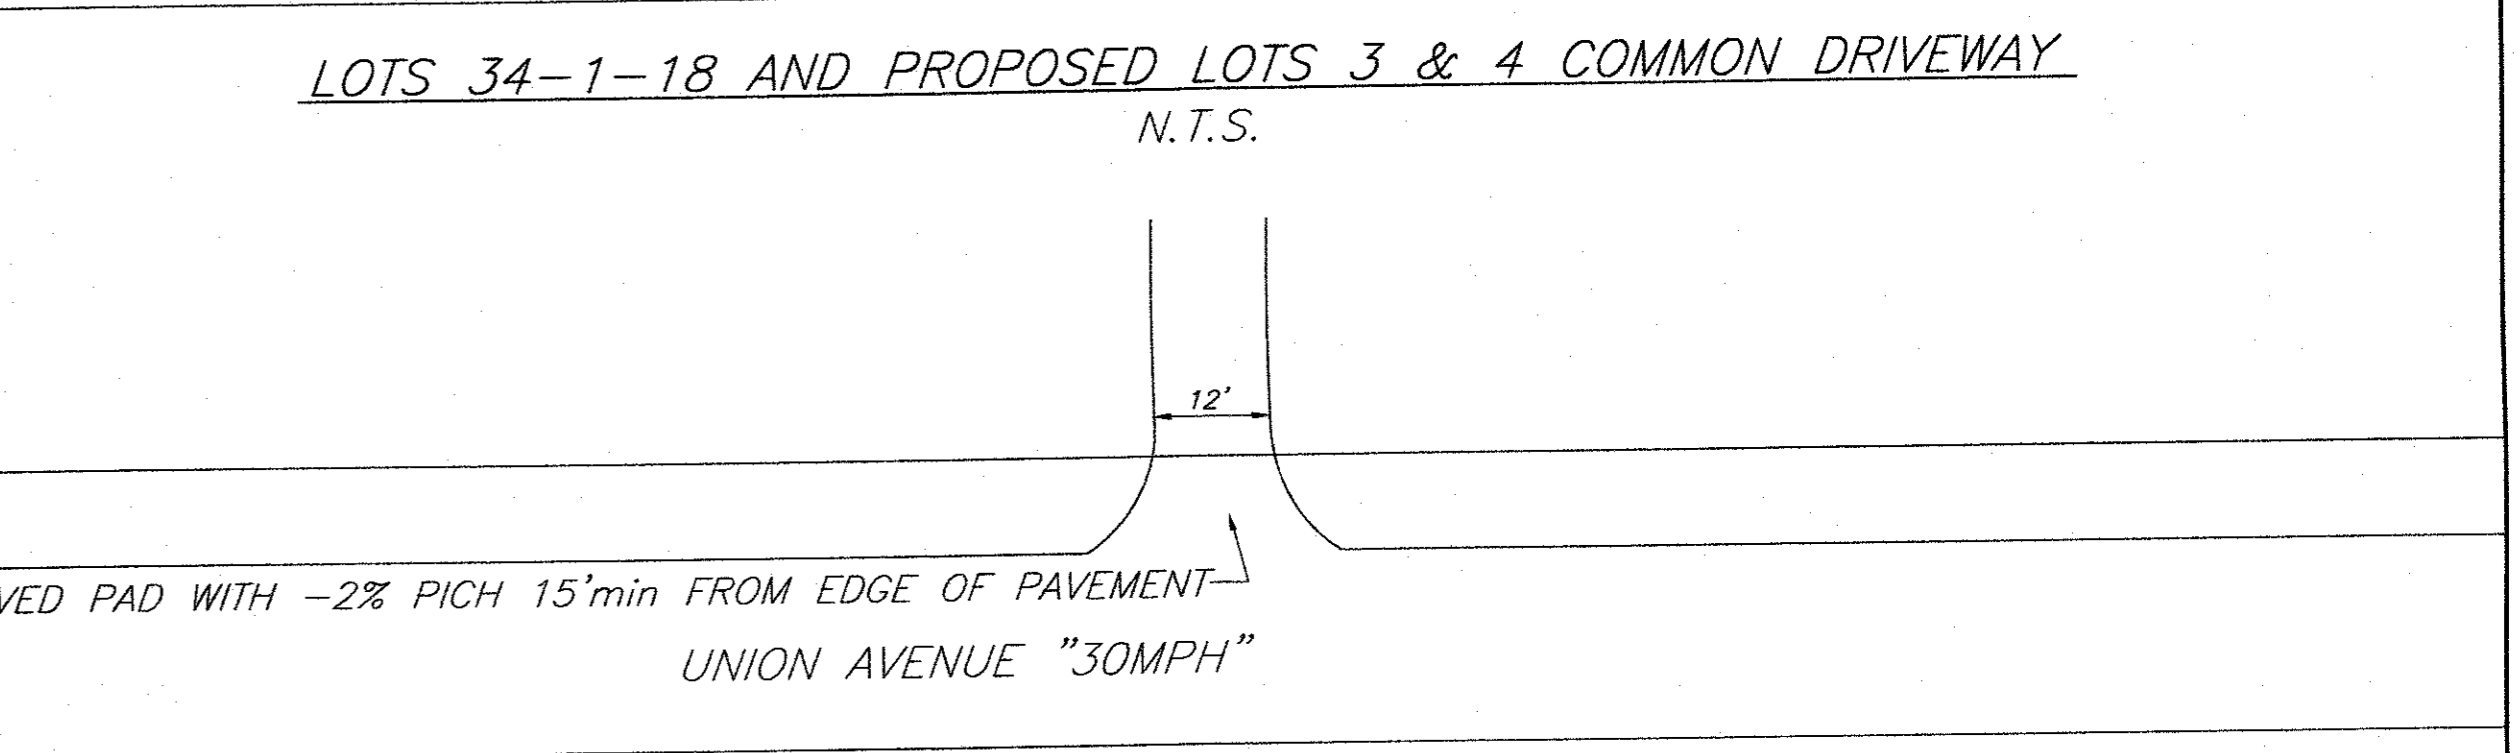 LOTS 34-1-18 AND PROPOSED LOTS 3 & 4 COMMON DRIVEWAY
N.T.S.
12'
VED PAD WITH -2% PICH 15'min FROM EDGE OF PAVEMENT
UNION AVENUE "30MPH"